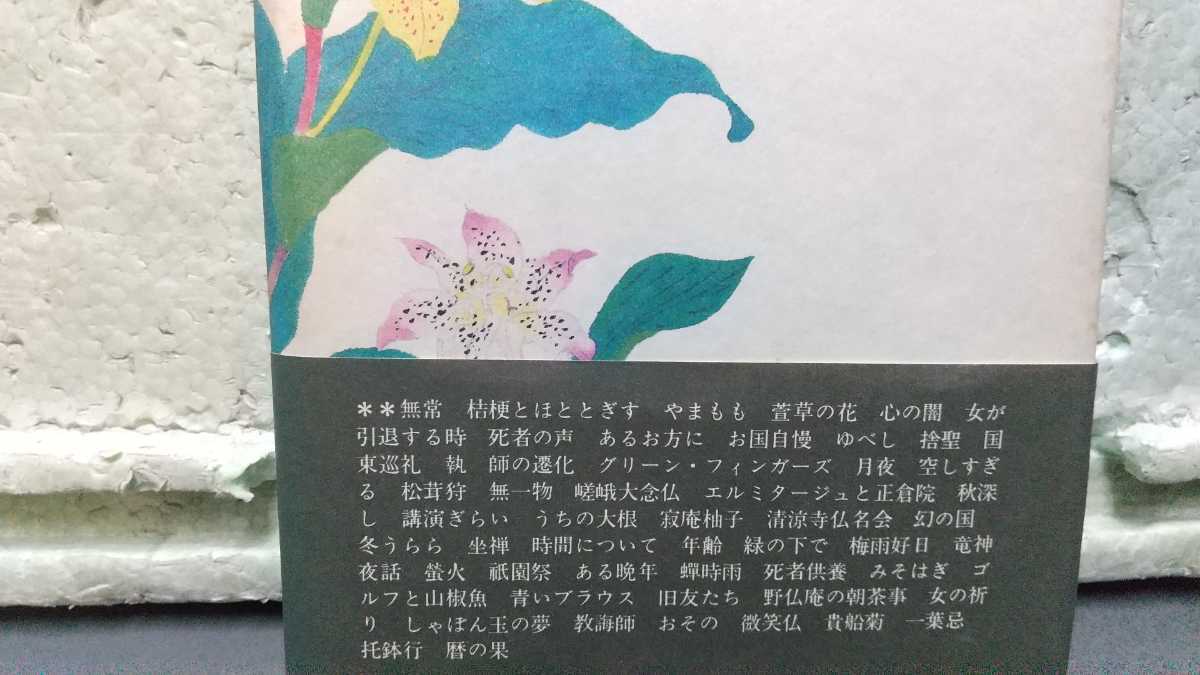 ＊＊無常　桔梗とほととぎす　やまもも　萱草の花　心の闇　女が
引退する時　死者の声　あるお方に　お国自慢　ゆべし　捨聖　国
東巡礼　執　師の遷化　グリーン・フィンガーズ　月夜　空しすぎ
る　松茸狩　無一物　嵯峨大念仏　エルミタージュと正倉院　秋深
し　講演ぎらい　うちの大根　寂庵柚子　清涼寺仏名会　幻の国
冬うらら　坐禅　時間について　年齢　緑の下で　梅雨好日　竜神
夜話　螢火　祇園祭　ある晩年　蟬時雨　死者供養　みそはぎ　ゴ
ルフと山椒魚　青いブラウス　旧友たち　野仏庵の朝茶事　女の祈
り　しゃぼん玉の夢　教誨師　おその　微笑仏　貴船菊　一葉忌
托鉢行　暦の果